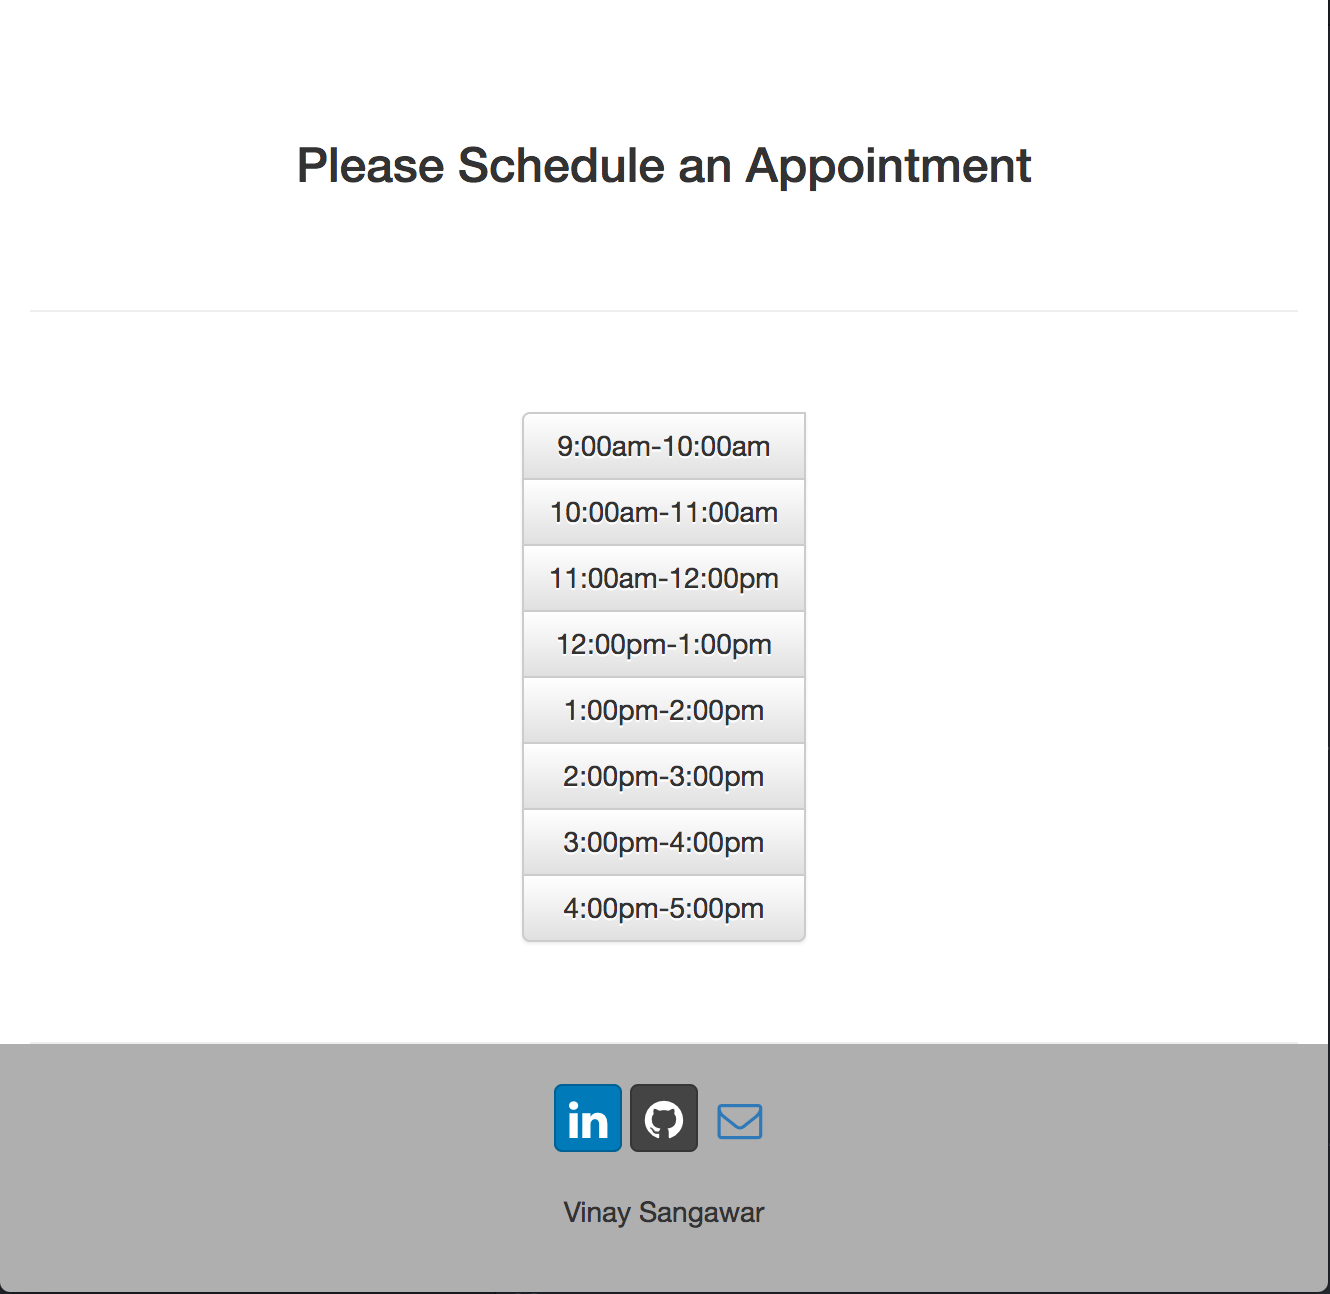 Please Schedule an Appointment
9:00am-10:00am
10:00am-11:00am
11:00am-12:00pm
12:00pm-1:00pm
1:00pm-2:00pm
2:00pm-3:00pm
3:00pm-4:00pm
4:00pm-5:00pm
in
Vinay Sangawar